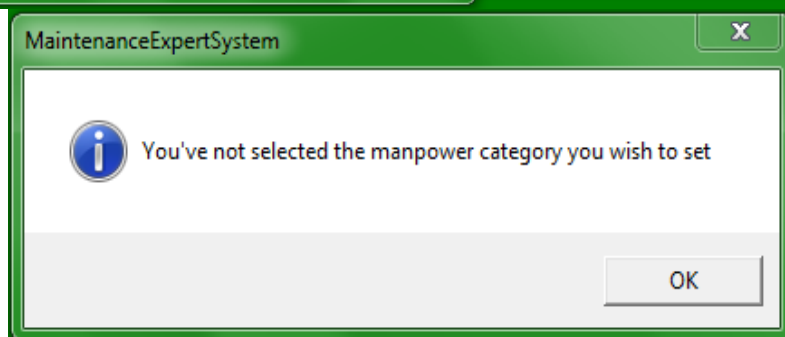 MaintenanceExpertSystem
You've not selected the manpower category you wish to set
OK